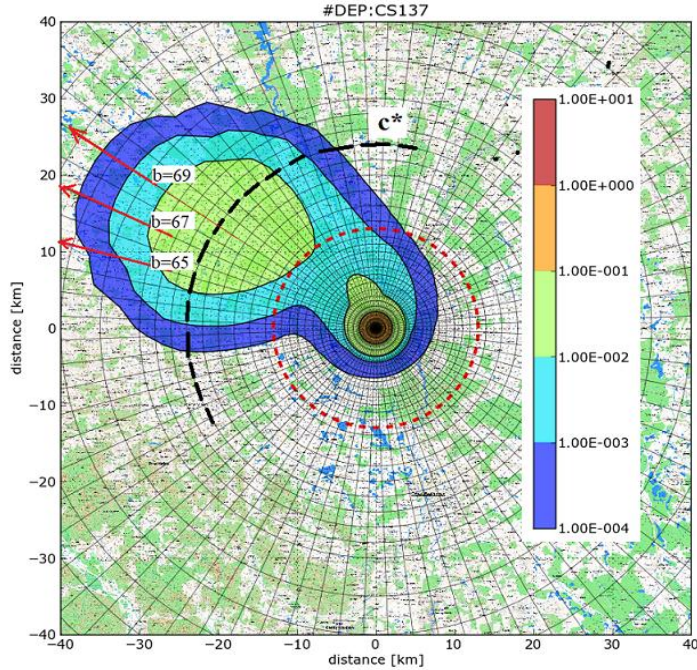 #DEP:CS137
40
30
20
10
0
−10
−20
−30
−40
distance [km]
c*
b=69
b=67
b=65
1.00E+001
1.00E+000
1.00E-001
1.00E-002
1.00E-003
1.00E-004
−40
−30
−20
−10
0
10
20
30
40
distance [km]